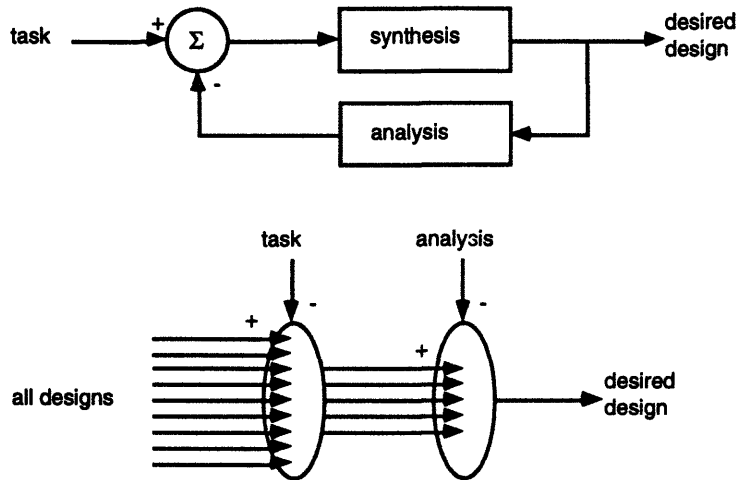 task
+
Σ
-
synthesis
desired
design
analysis
task
analysis
-
-
+
+
all designs
desired
design